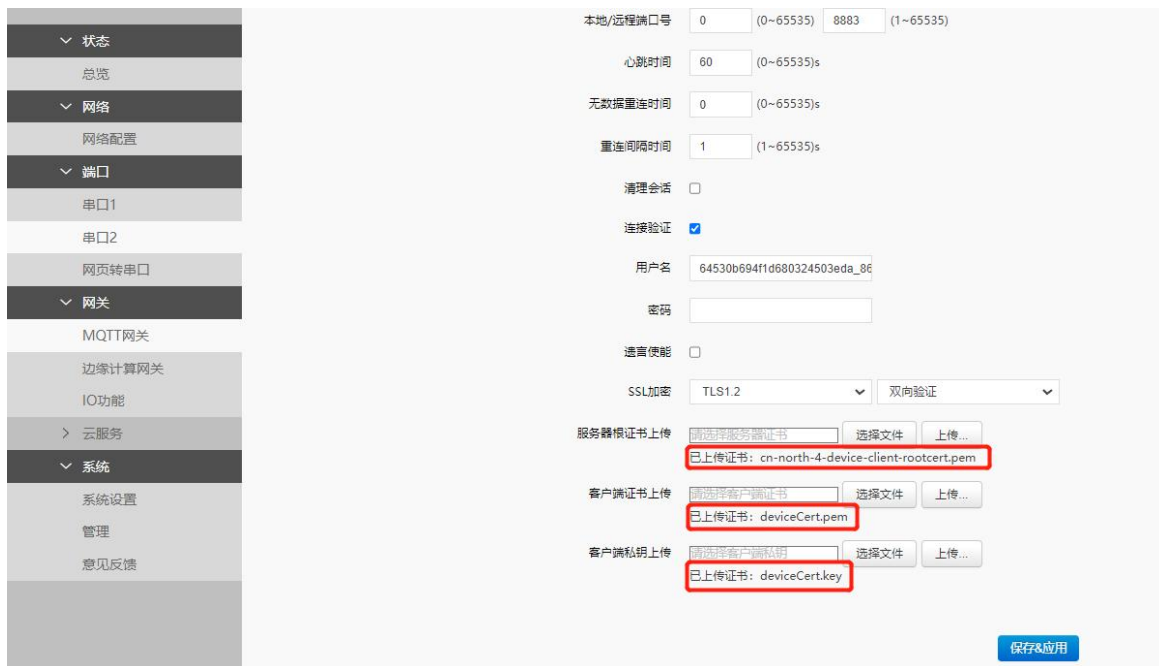 状态
总览
网络
网络配置
端口
串口1
串口2
网页转串口
网关
MQTT网关
边缘计算网关
IO功能
云服务
系统
系统设置
管理
意见反馈
本地/远程端口号 0 (0~65535) 8883 (1~65535)
心跳时间 60 (0~65535)s
无数据重连时间 0 (0~65535)s
重连间隔时间 1 (1~65535)s
清理会话
连接验证
用户名 64530b694f1d680324503eda_86
密码
遗言使能
SSL加密 TLS1.2 双向验证
服务器根证书上传 请选择服务器证书 选择文件 上传...
已上传证书：cn-north-4-device-client-rootcert.pem
客户端证书上传 请选择客户端证书 选择文件 上传...
已上传证书：deviceCert.pem
客户端私钥上传 请选择客户端私钥 选择文件 上传...
已上传证书：deviceCert.key
保存&应用